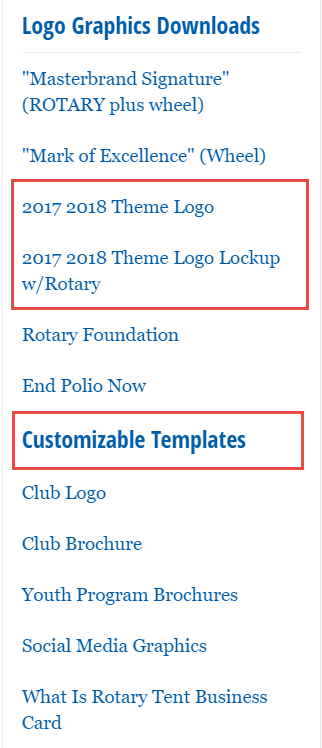 Logo Graphics Downloads
"Masterbrand Signature"
(ROTARY plus wheel)
"Mark of Excellence" (Wheel)
2017 2018 Theme Logo
2017 2018 Theme Logo Lockup
w/Rotary
Rotary Foundation
End Polio Now
Customizable Templates
Club Logo
Club Brochure
Youth Program Brochures
Social Media Graphics
What Is Rotary Tent Business
Card